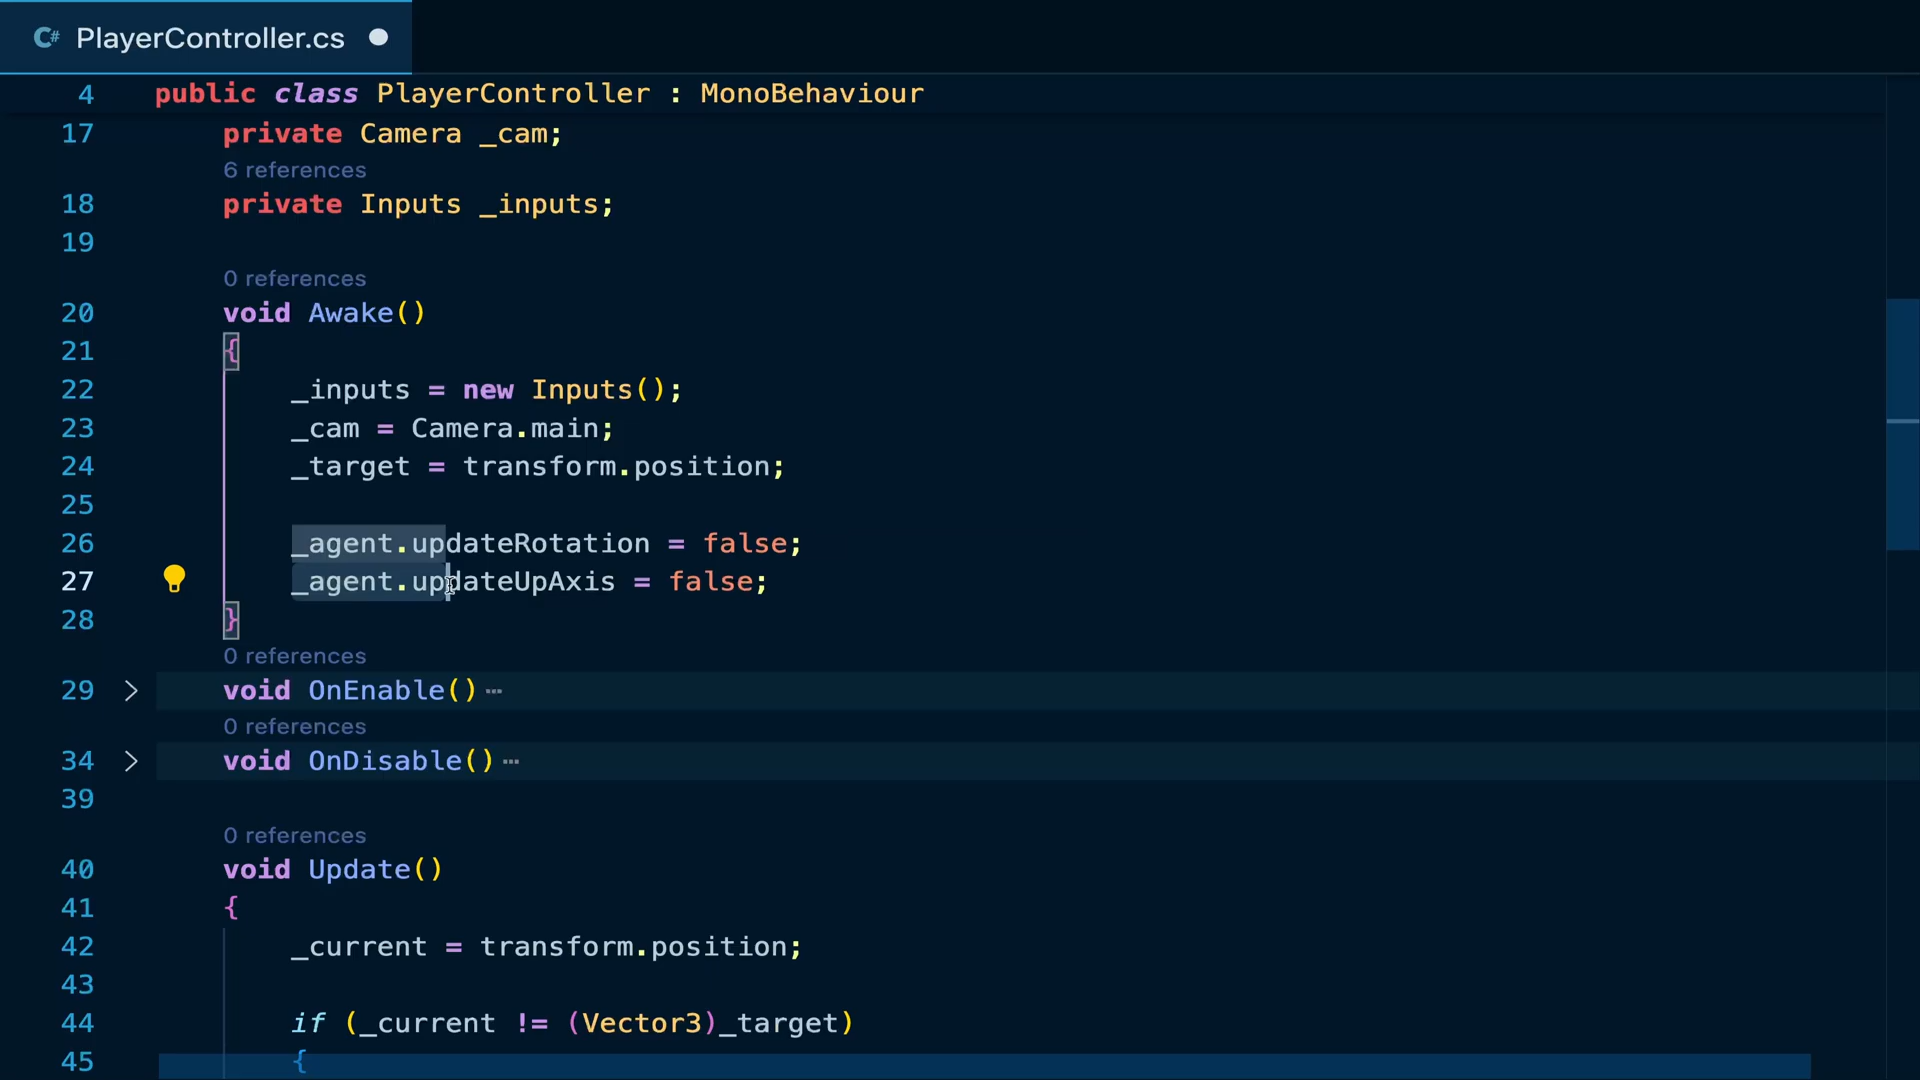 C# PlayerController.cs
4 public class PlayerController : MonoBehaviour
17 private Camera _cam;
6 references
18 private Inputs _inputs;
19
0 references
20 void Awake()
21 {
22 _inputs = new Inputs();
23 _cam = Camera.main;
24 _target = transform.position;
25
26 _agent.updateRotation = false;
27 _agent.updateUpAxis = false;
28 }
0 references
29 void OnEnable() ⋯
0 references
34 void OnDisable() ⋯
39
0 references
40 void Update()
41 {
42 _current = transform.position;
43
44 if (_current != (Vector3)_target)
45 {